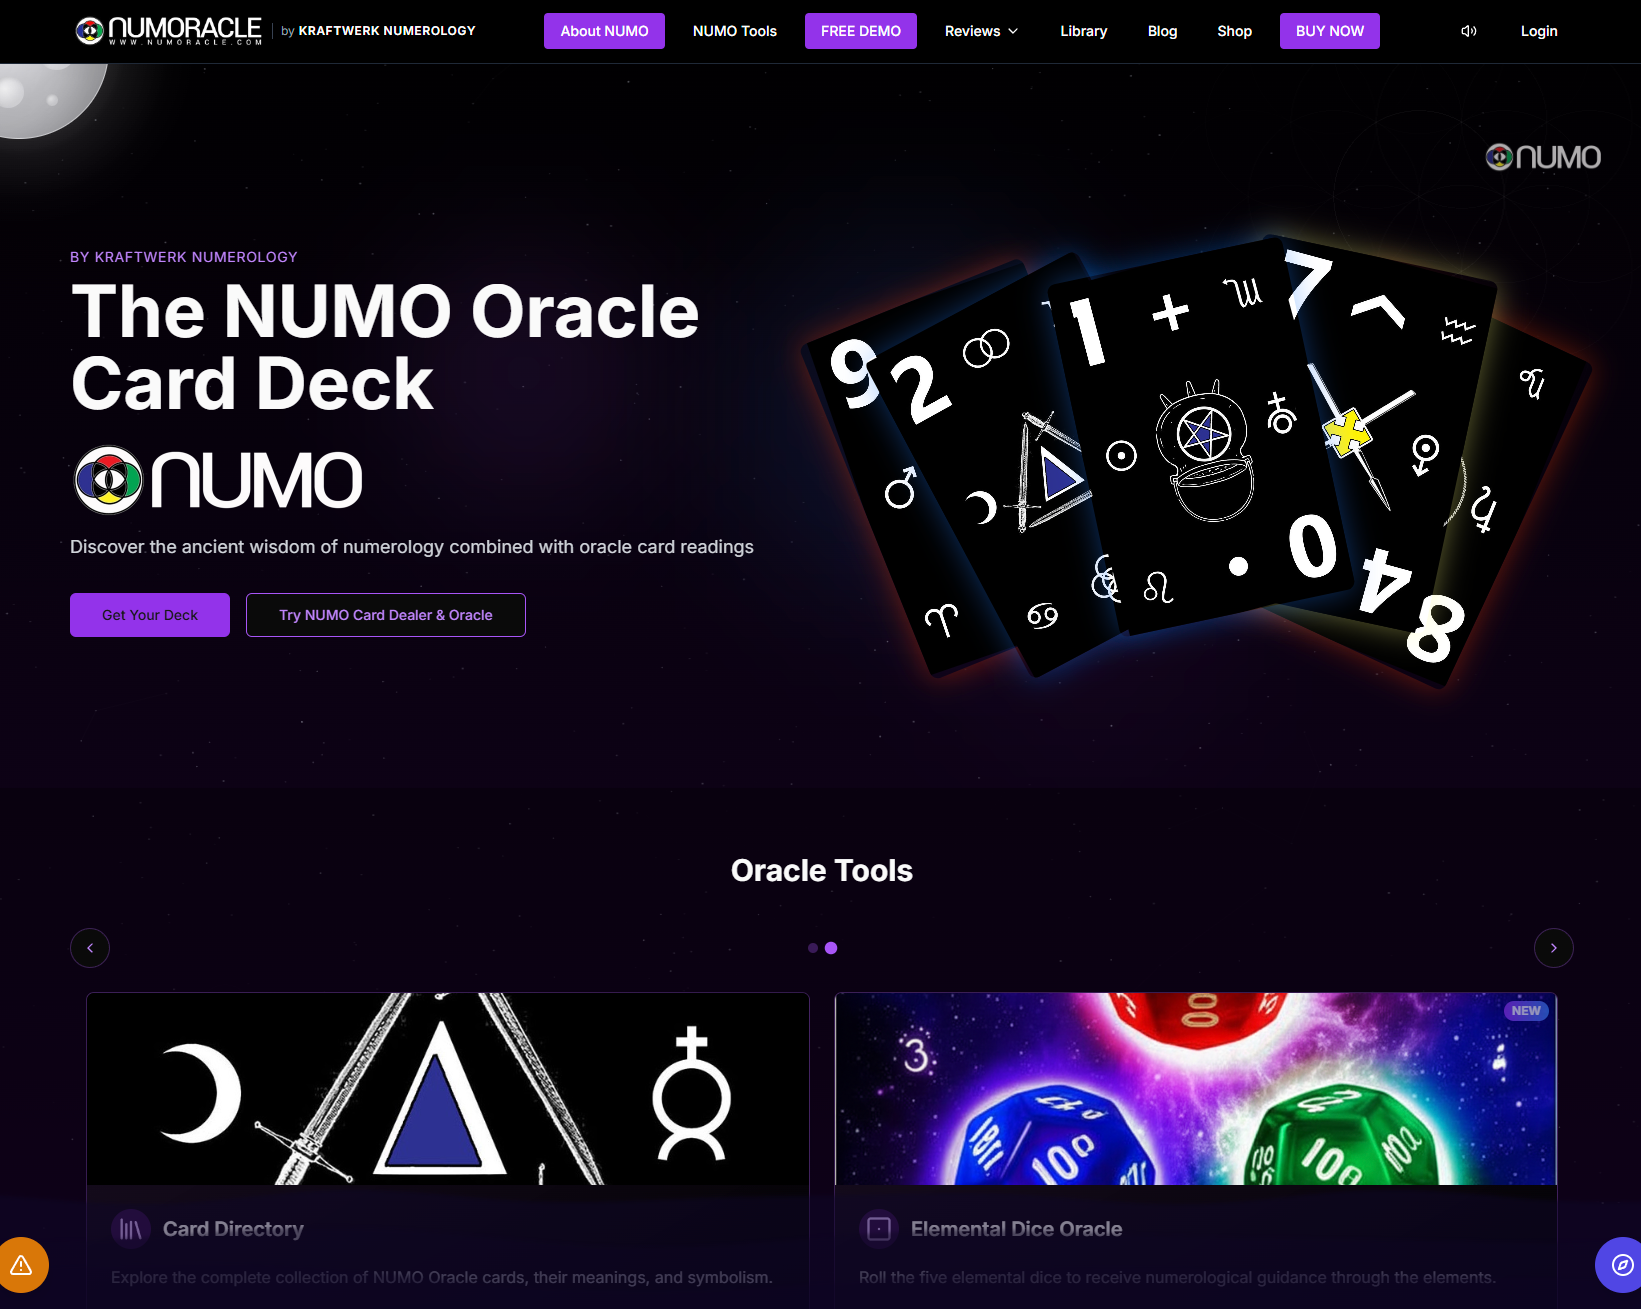 NUMORACLE
WWW.NUMORACLE.COM
by KRAFTWERK NUMEROLOGY
About NUMO
NUMO Tools
FREE DEMO
Reviews
Library
Blog
Shop
BUY NOW
Login
NUMO
BY KRAFTWERK NUMEROLOGY
The NUMO Oracle
Card Deck
NUMO
Discover the ancient wisdom of numerology combined with oracle card readings
Get Your Deck
Try NUMO Card Dealer & Oracle
9
2
1
7
0
4
8
Oracle Tools
NEW
3
Card Directory
Explore the complete collection of NUMO Oracle cards, their meanings, and symbolism.
Elemental Dice Oracle
Roll the five elemental dice to receive numerological guidance through the elements.